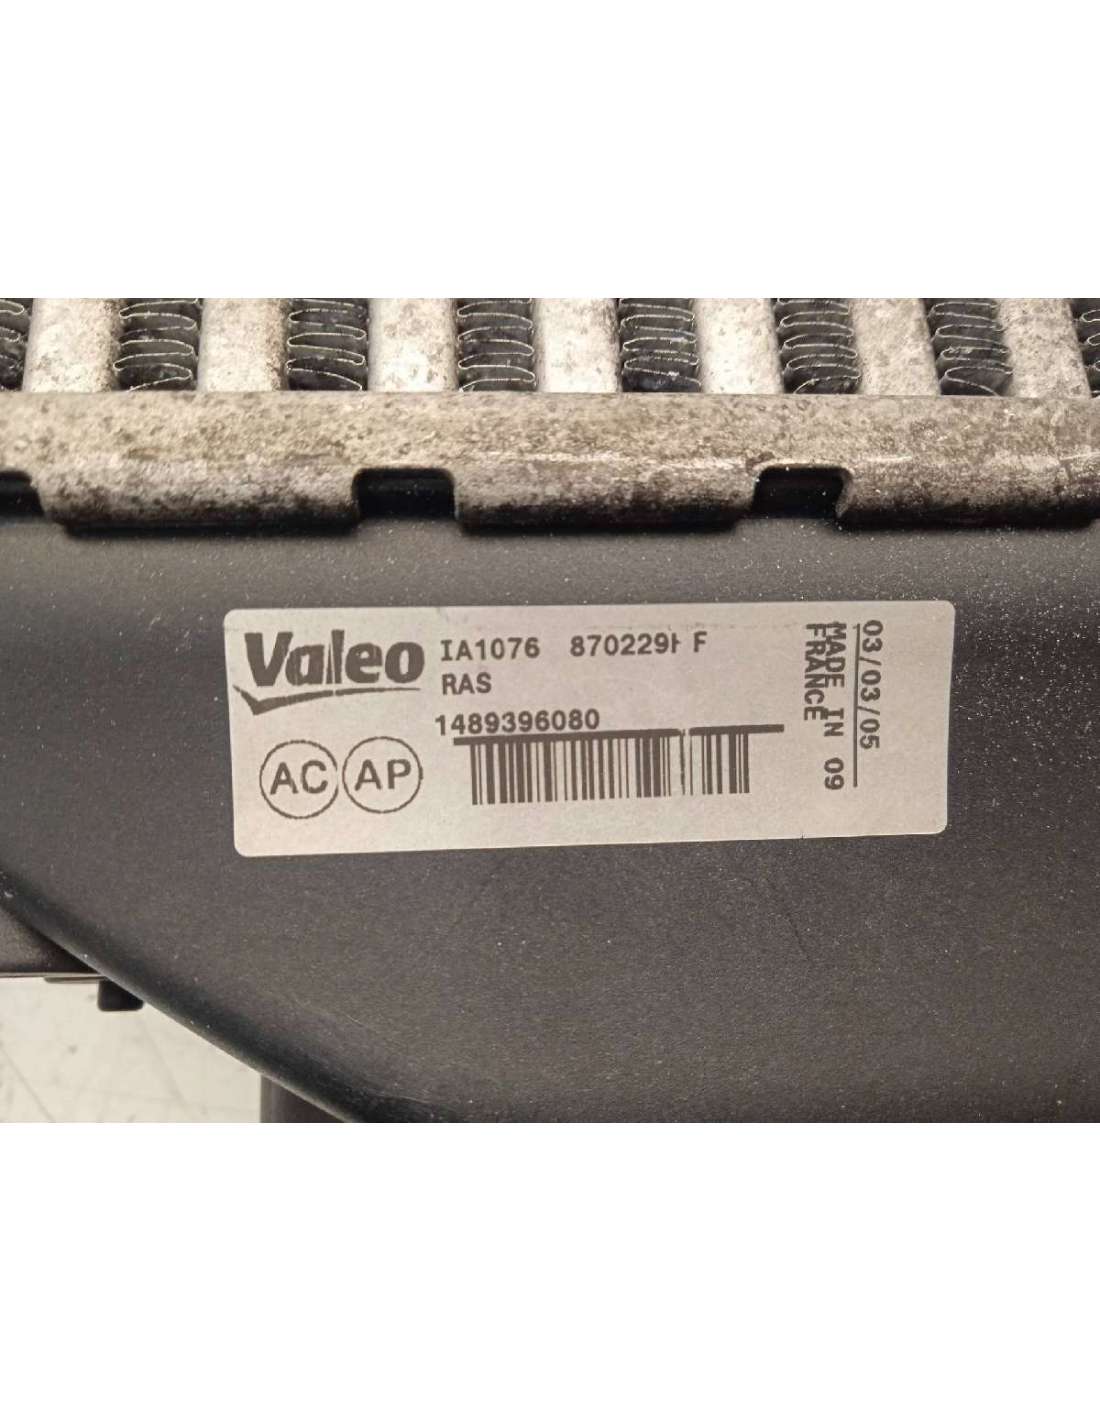 Valeo
IA1076 870229H F
RAS
1489396080
AC AP
03/03/05
MADE IN 09
FRANCE